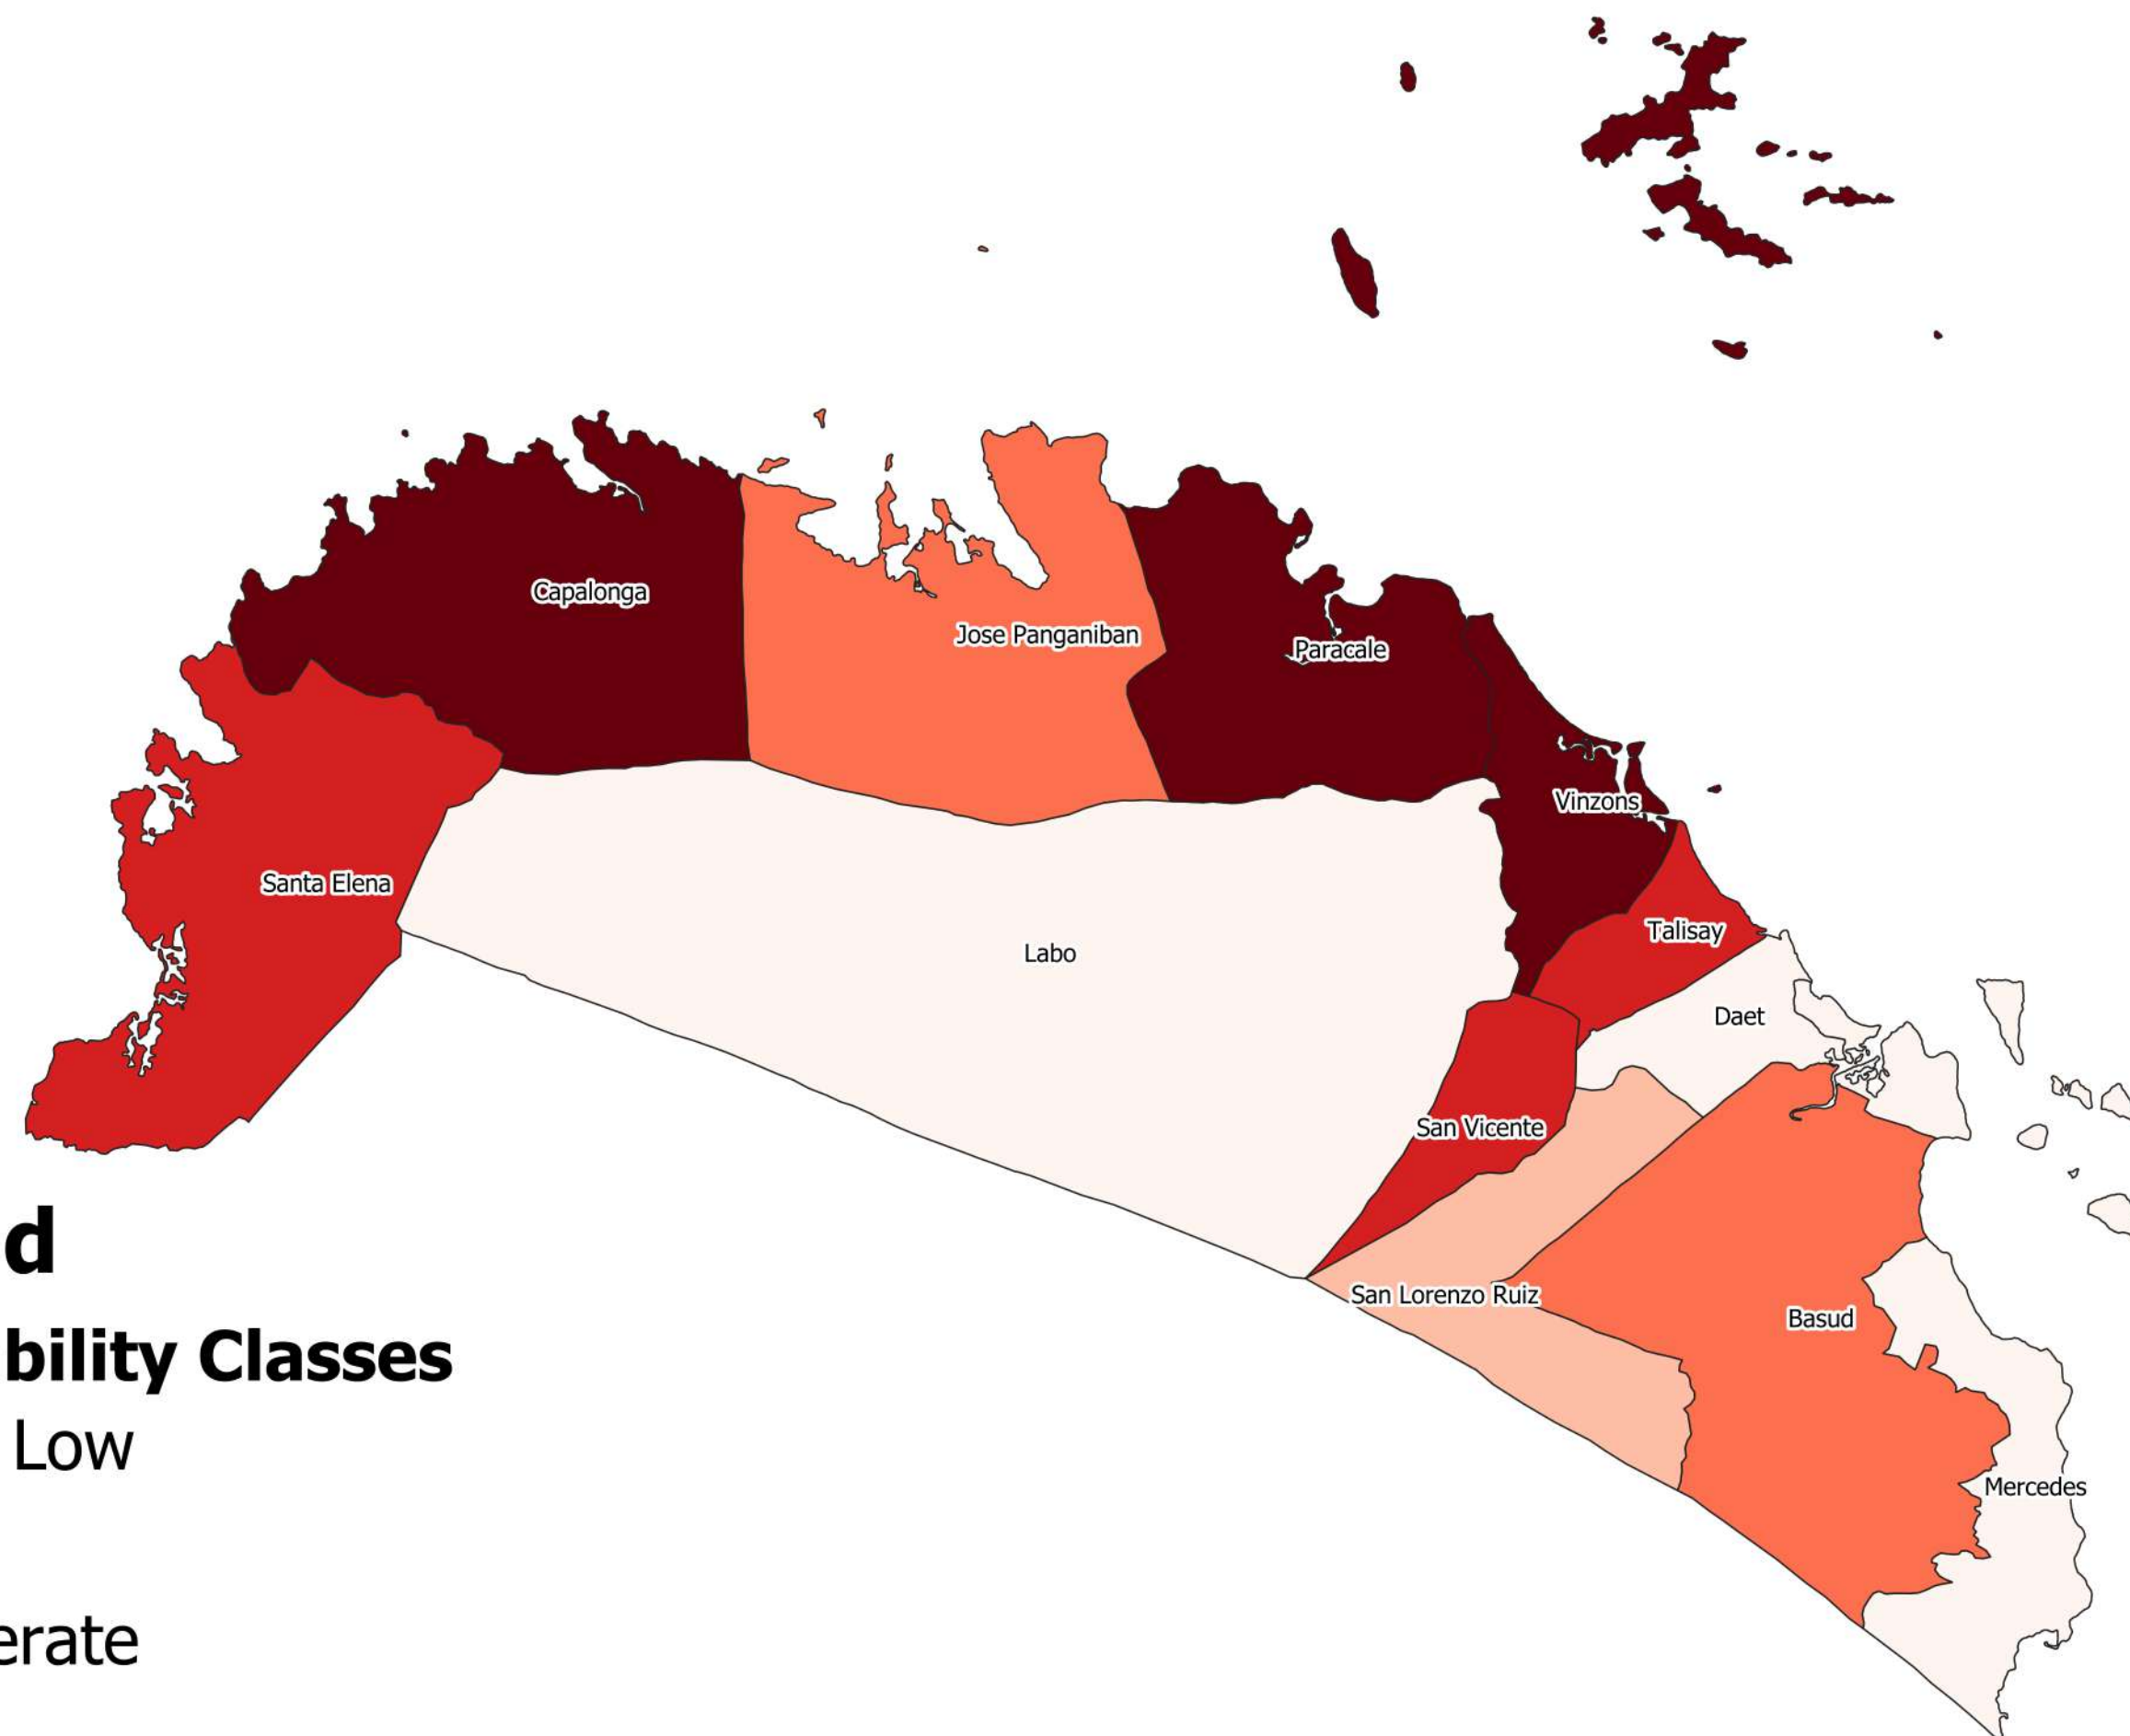 Capalonga
Jose Panganiban
Paracale
Vinzons
Santa Elena
Talisay
Labo
Daet
San Vicente
San Lorenzo Ruiz
Basud
Mercedes
d
bility Classes
Low
erate